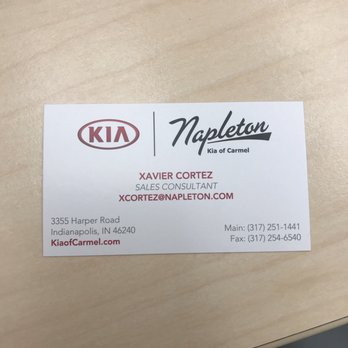 KIA
Napleton
Kia of Carmel
XAVIER CORTEZ
SALES CONSULTANT
XCORTEZ@NAPLETON.COM
3355 Harper Road
Indianapolis, IN 46240
KiaofCarmel.com
Main: (317) 251-1441
Fax: (317) 254-6540